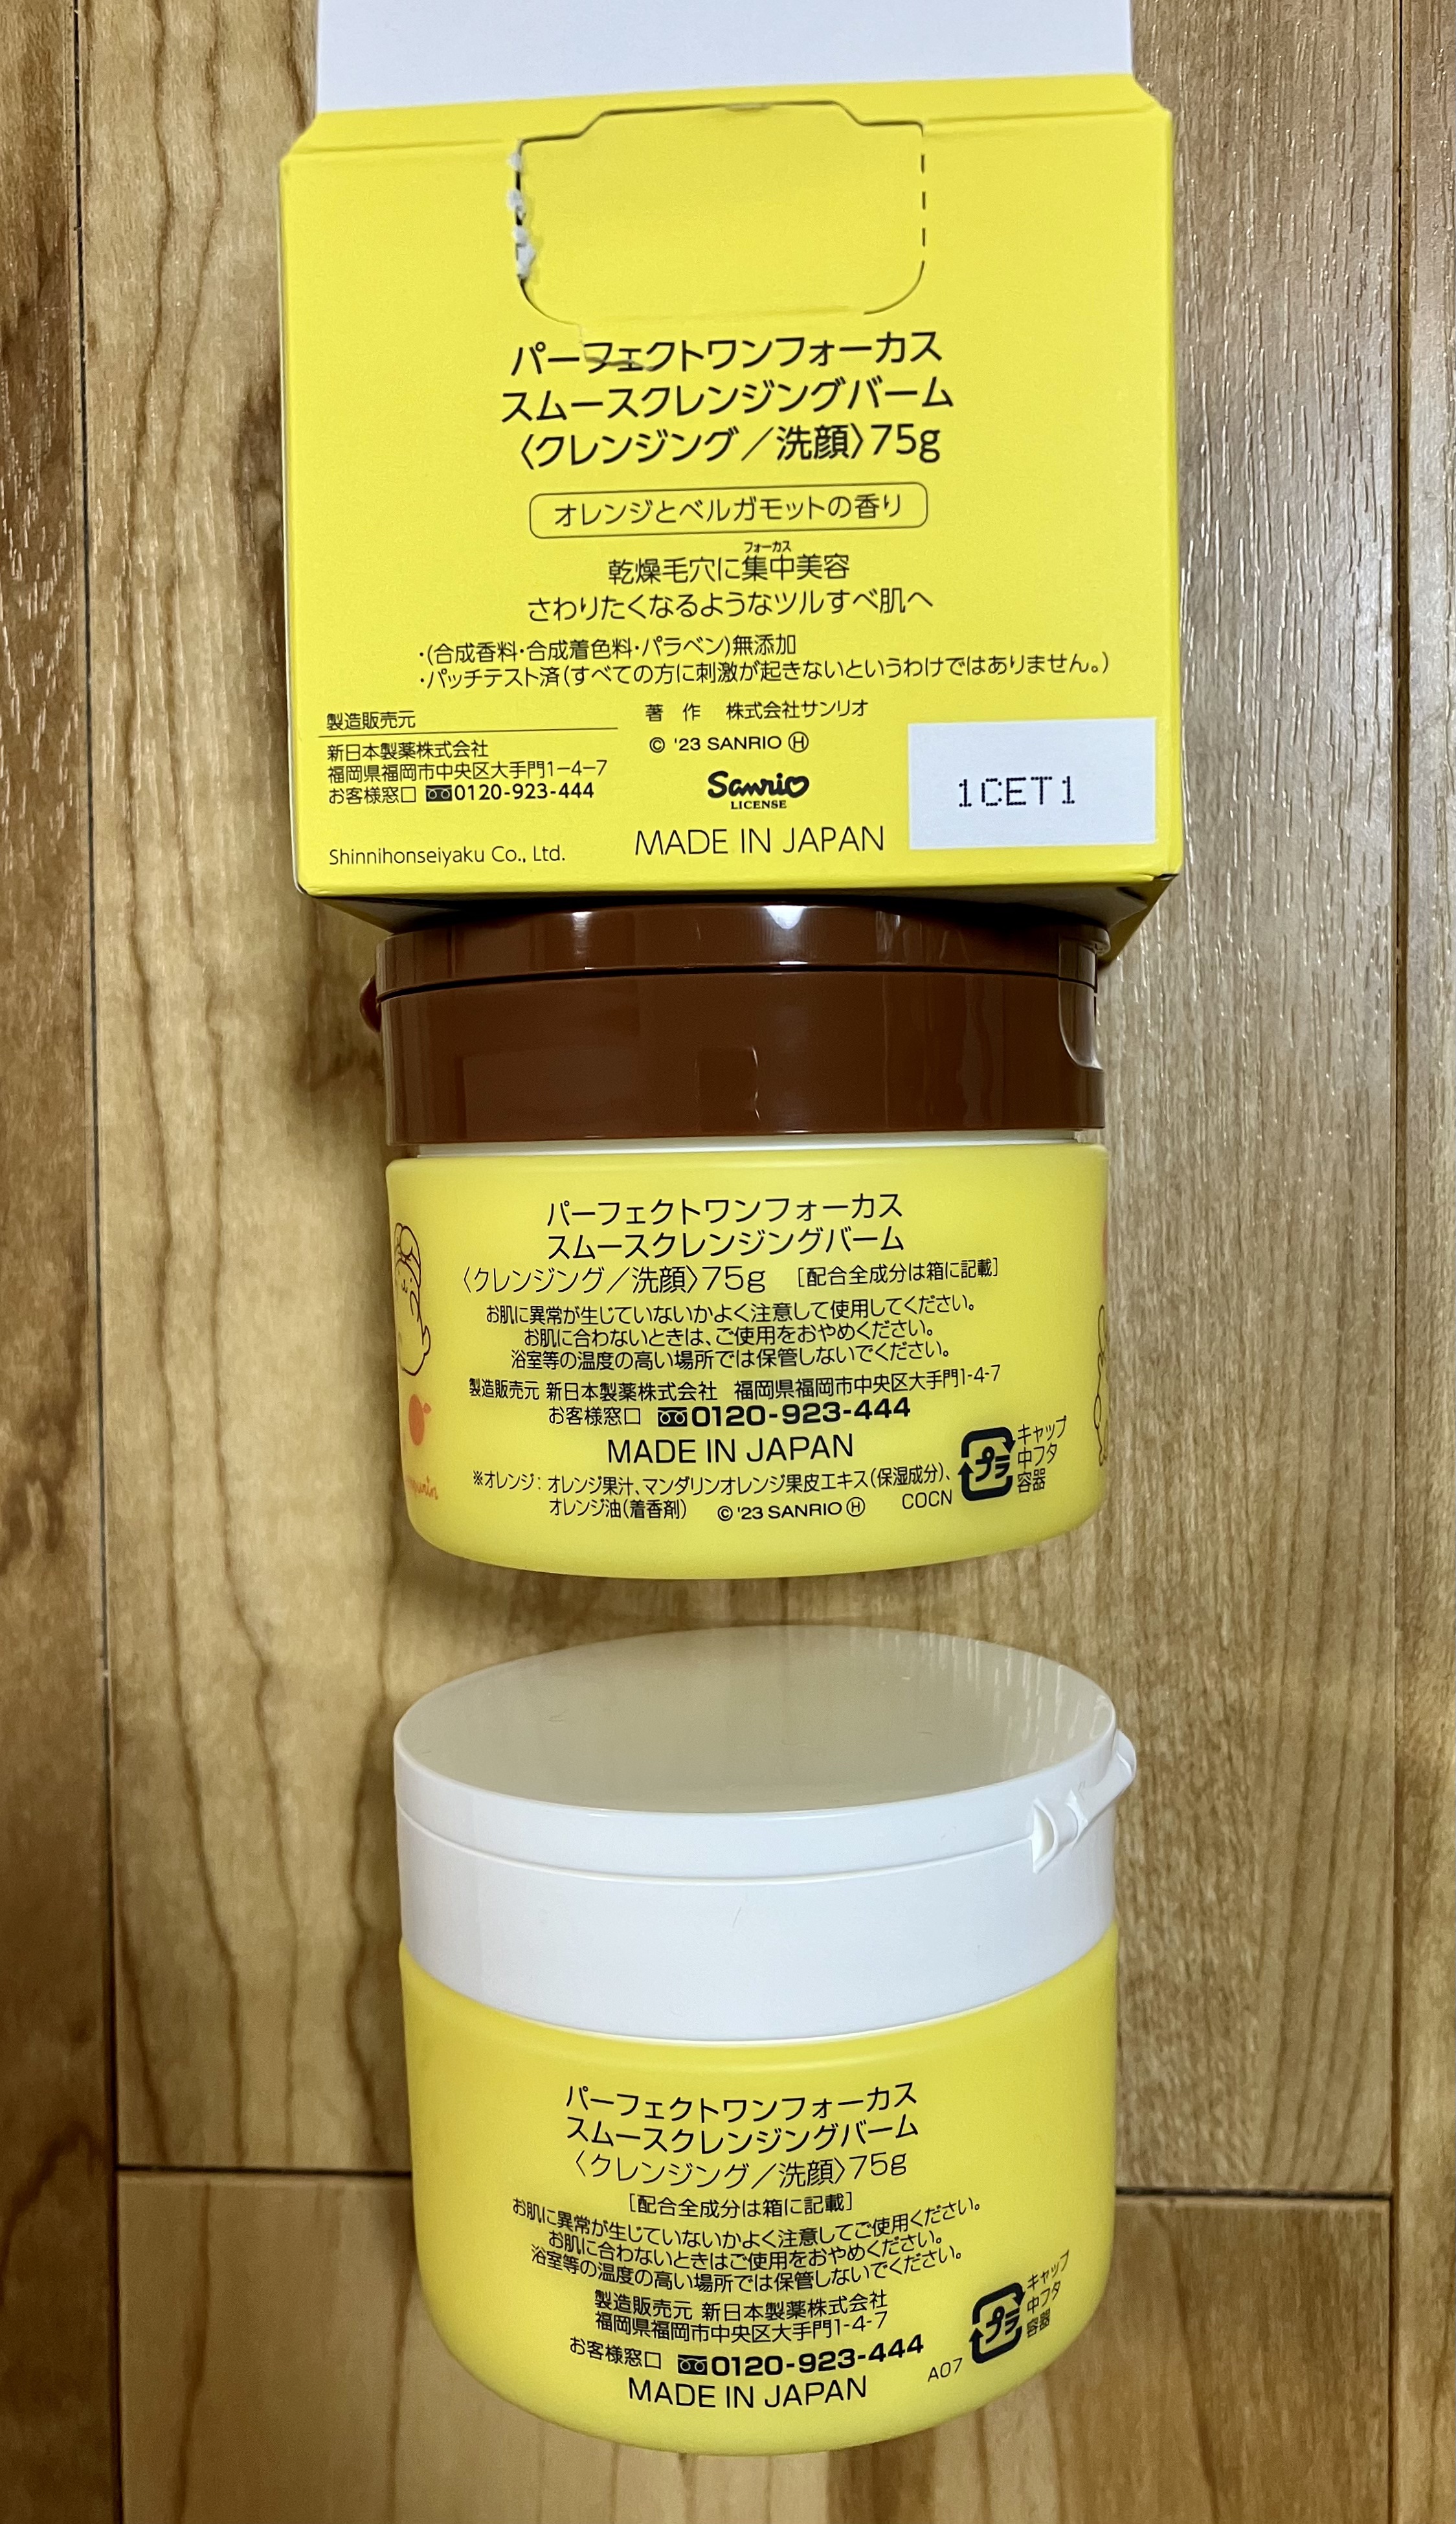 パーフェクトワンフォーカス
スムースクレンジングバーム
〈クレンジング／洗顔〉75g
オレンジとベルガモットの香り
フォーカス
乾燥毛穴に集中美容
さわりたくなるようなツルすべ肌へ
・(合成香料・合成着色料・パラベン)無添加
・パッチテスト済(すべての方に刺激が起きないというわけではありません。)
製造販売元
新日本製薬株式会社
福岡県福岡市中央区大手門1-4-7
お客様窓口 0120-923-444
Shinnihonseiyaku Co., Ltd.
著 作 株式会社サンリオ
© '23 SANRIO Ⓗ
Sanrio
LICENSE
MADE IN JAPAN
1CET1
パーフェクトワンフォーカス
スムースクレンジングバーム
〈クレンジング／洗顔〉75g [配合全成分は箱に記載]
お肌に異常が生じていないかよく注意して使用してください。
お肌に合わないときは、ご使用をおやめください。
浴室等の温度の高い場所では保管しないでください。
製造販売元 新日本製薬株式会社 福岡県福岡市中央区大手門1-4-7
お客様窓口 0120-923-444
MADE IN JAPAN
※オレンジ：オレンジ果汁、マンダリンオレンジ果皮エキス(保湿成分)、
オレンジ油(着香剤) © '23 SANRIO Ⓗ COCN
プラ
キャップ
中フタ
容器
パーフェクトワンフォーカス
スムースクレンジングバーム
〈クレンジング／洗顔〉75g
[配合全成分は箱に記載]
お肌に異常が生じていないかよく注意してご使用ください。
お肌に合わないときはご使用をおやめください。
浴室等の温度の高い場所では保管しないでください。
製造販売元 新日本製薬株式会社
福岡県福岡市中央区大手門1-4-7
お客様窓口 0120-923-444
MADE IN JAPAN
A07
プラ
キャップ
中フタ
容器